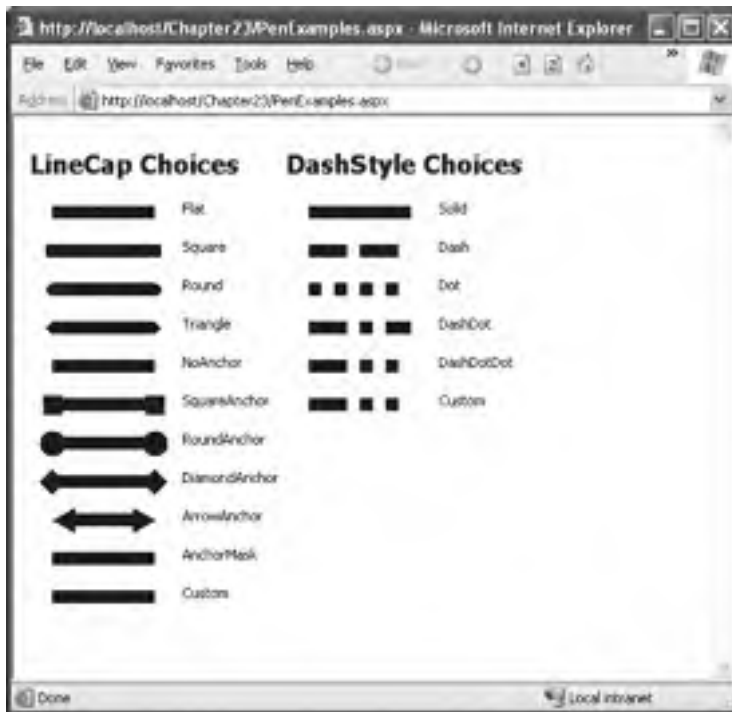 http://localhost/Chapter23/PenExamples.aspx - Microsoft Internet Explorer
File Edit View Favorites Tools Help
Address http://localhost/Chapter23/PenExamples.aspx
LineCap Choices
Flat
Square
Round
Triangle
NoAnchor
SquareAnchor
RoundAnchor
DiamondAnchor
ArrowAnchor
AnchorMask
Custom
DashStyle Choices
Solid
Dash
Dot
DashDot
DashDotDot
Custom
Done
Local intranet